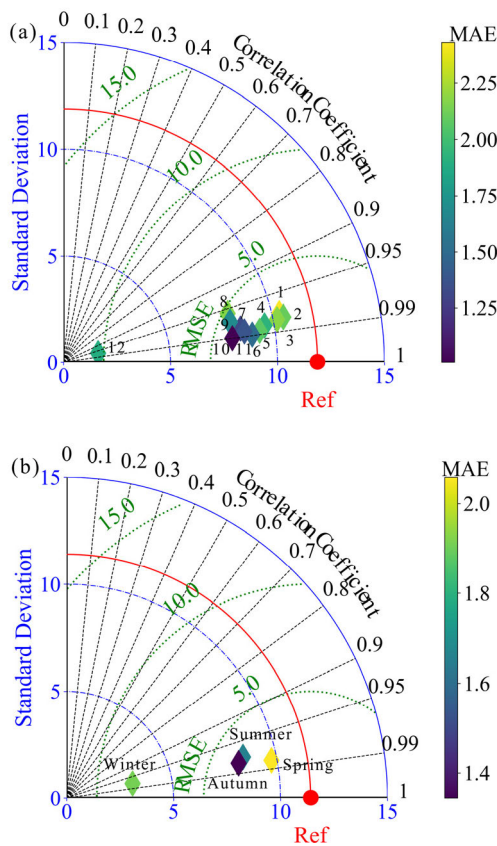 (a)
0 0.1 0.2 0.3 0.4 0.5 0.6 0.7 0.8 0.9 0.95 0.99 1
Correlation Coefficient
MAE
2.25
2.00
1.75
1.50
1.25
Standard Deviation
15
10
5
0
0 5 10 15
Ref
15.0
10.0
5.0
RMSE
1
2
3
4
5
6
7
8
9
10
11
12
(b)
0 0.1 0.2 0.3 0.4 0.5 0.6 0.7 0.8 0.9 0.95 0.99 1
Correlation Coefficient
MAE
2.0
1.8
1.6
1.4
Standard Deviation
15
10
5
0
0 5 10 15
Ref
15.0
10.0
5.0
RMSE
Summer
Winter
Spring
Autumn